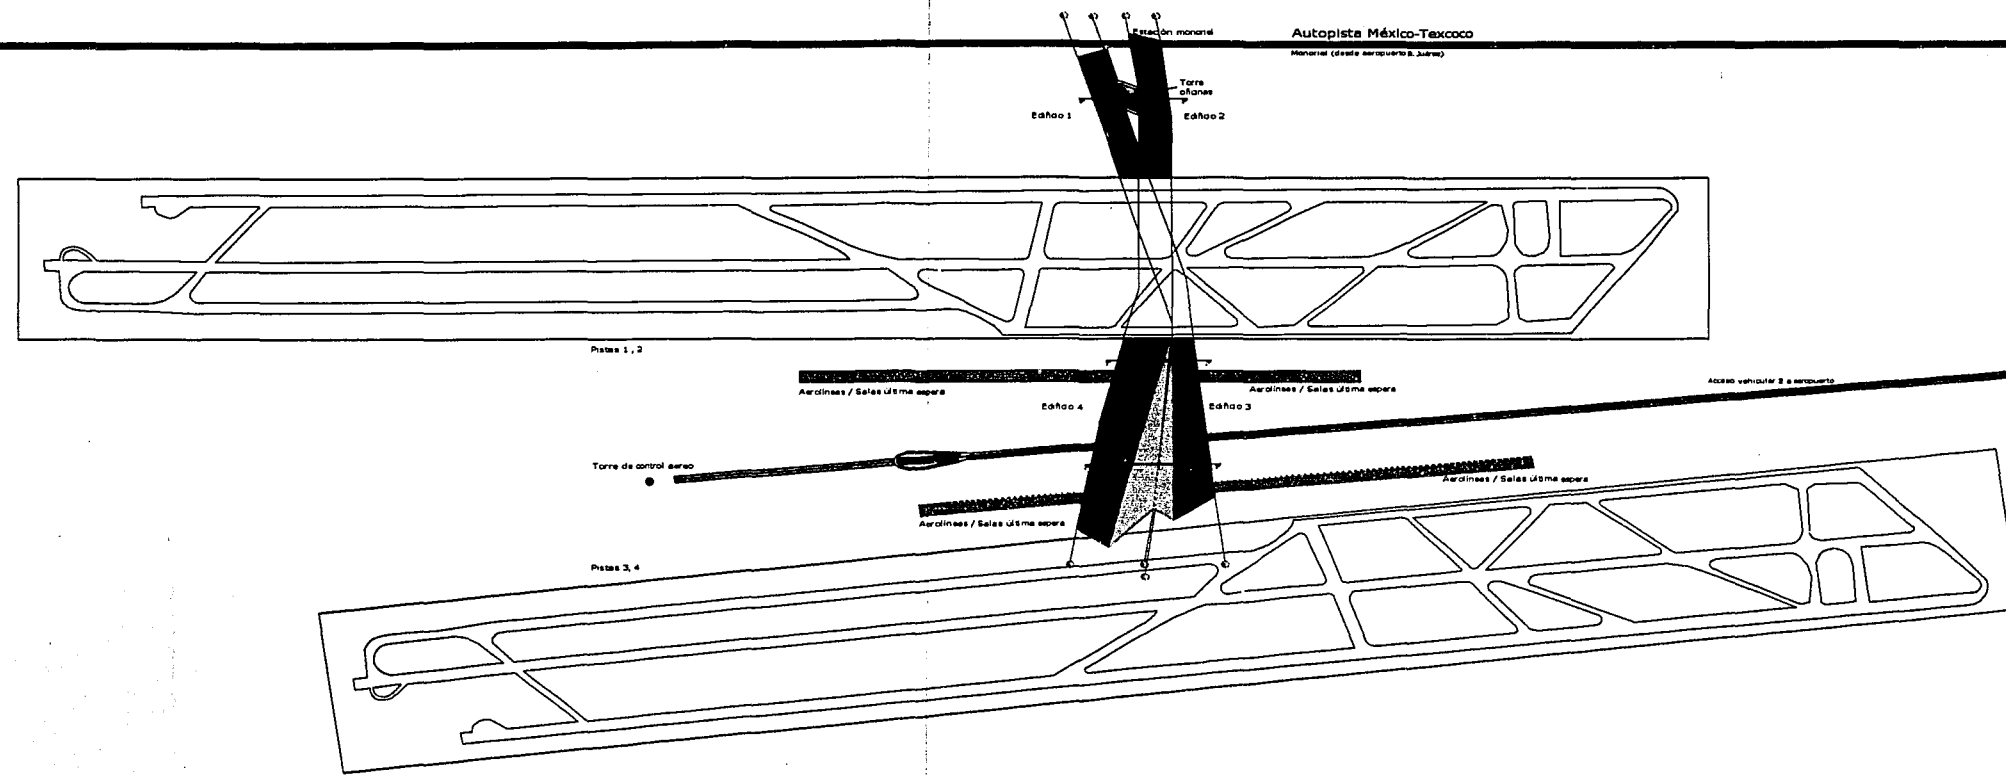 Estación monorriel
Autopista México-Texcoco
Monorriel (desde aeropuerto B. Juárez)
Torre
oficinas
Edificio 1
Edificio 2
Pistas 1, 2
Aerolíneas / Salas última espera
Aerolíneas / Salas última espera
Acceso vehicular 2 a aeropuerto
Edificio 4
Edificio 3
Torre de control aereo
Aerolíneas / Salas última espera
Aerolíneas / Salas última espera
Pistas 3, 4